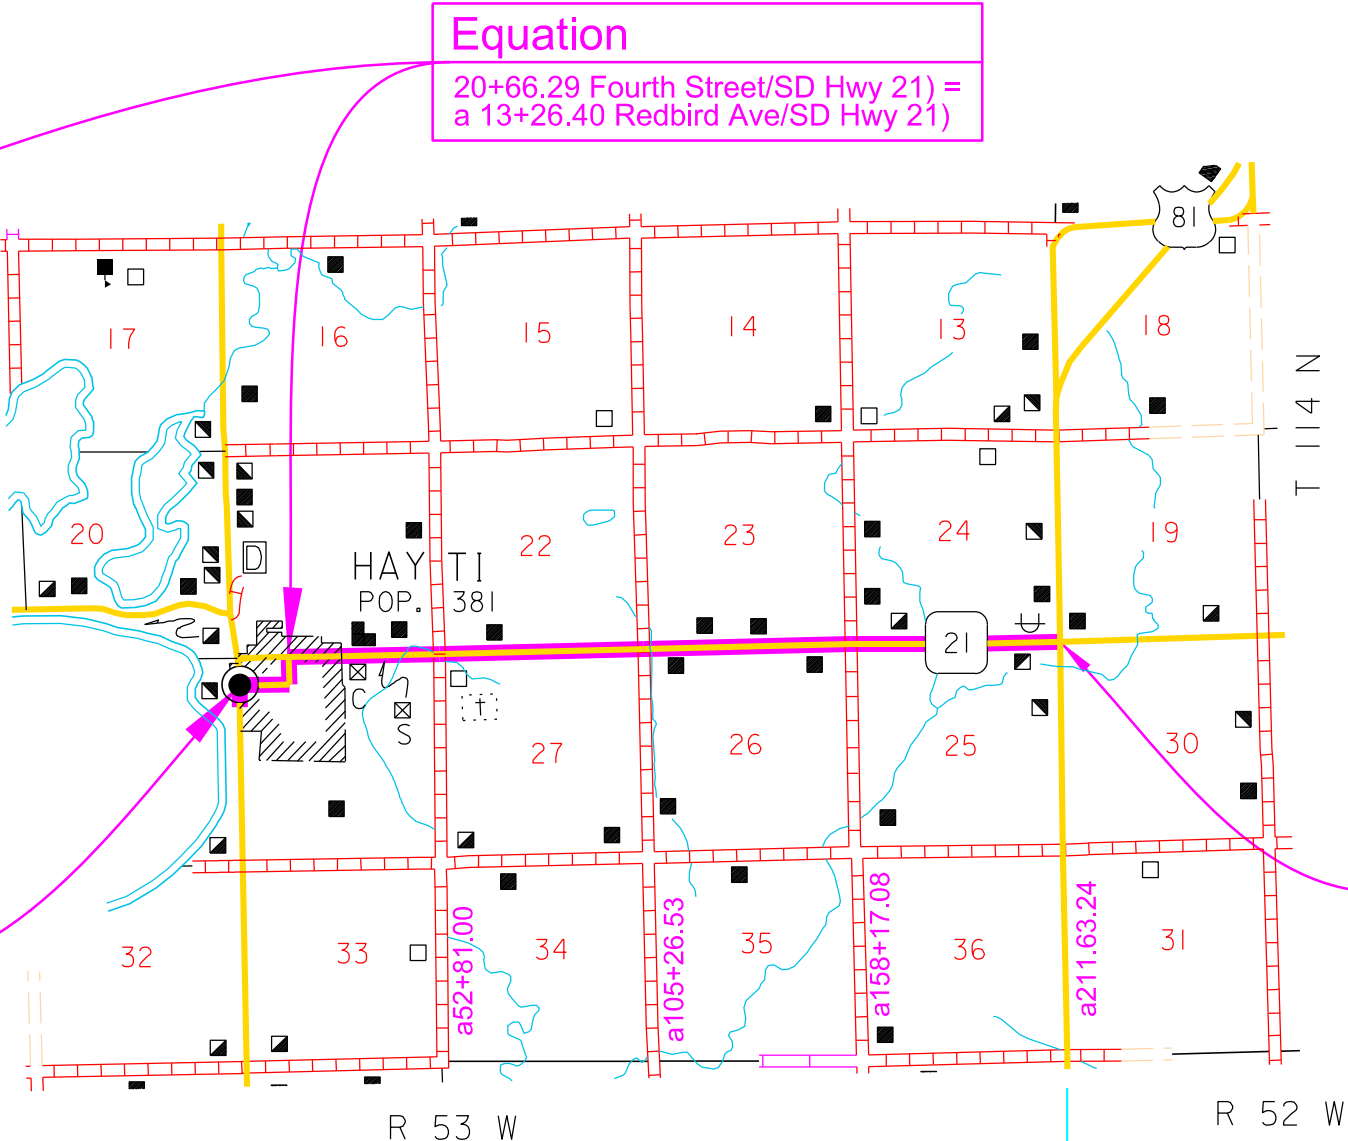 Equation
20+66.29 Fourth Street/SD Hwy 21) =
a 13+26.40 Redbird Ave/SD Hwy 21)
81
17
16
15
14
13
18
T 114 N
20
D
22
23
24
19
HAYTI
POP. 381
21
C
S
27
26
25
30
32
33
a52+81.00
34
a105+26.53
35
a158+17.08
36
a211.63.24
31
R 53 W
R 52 W